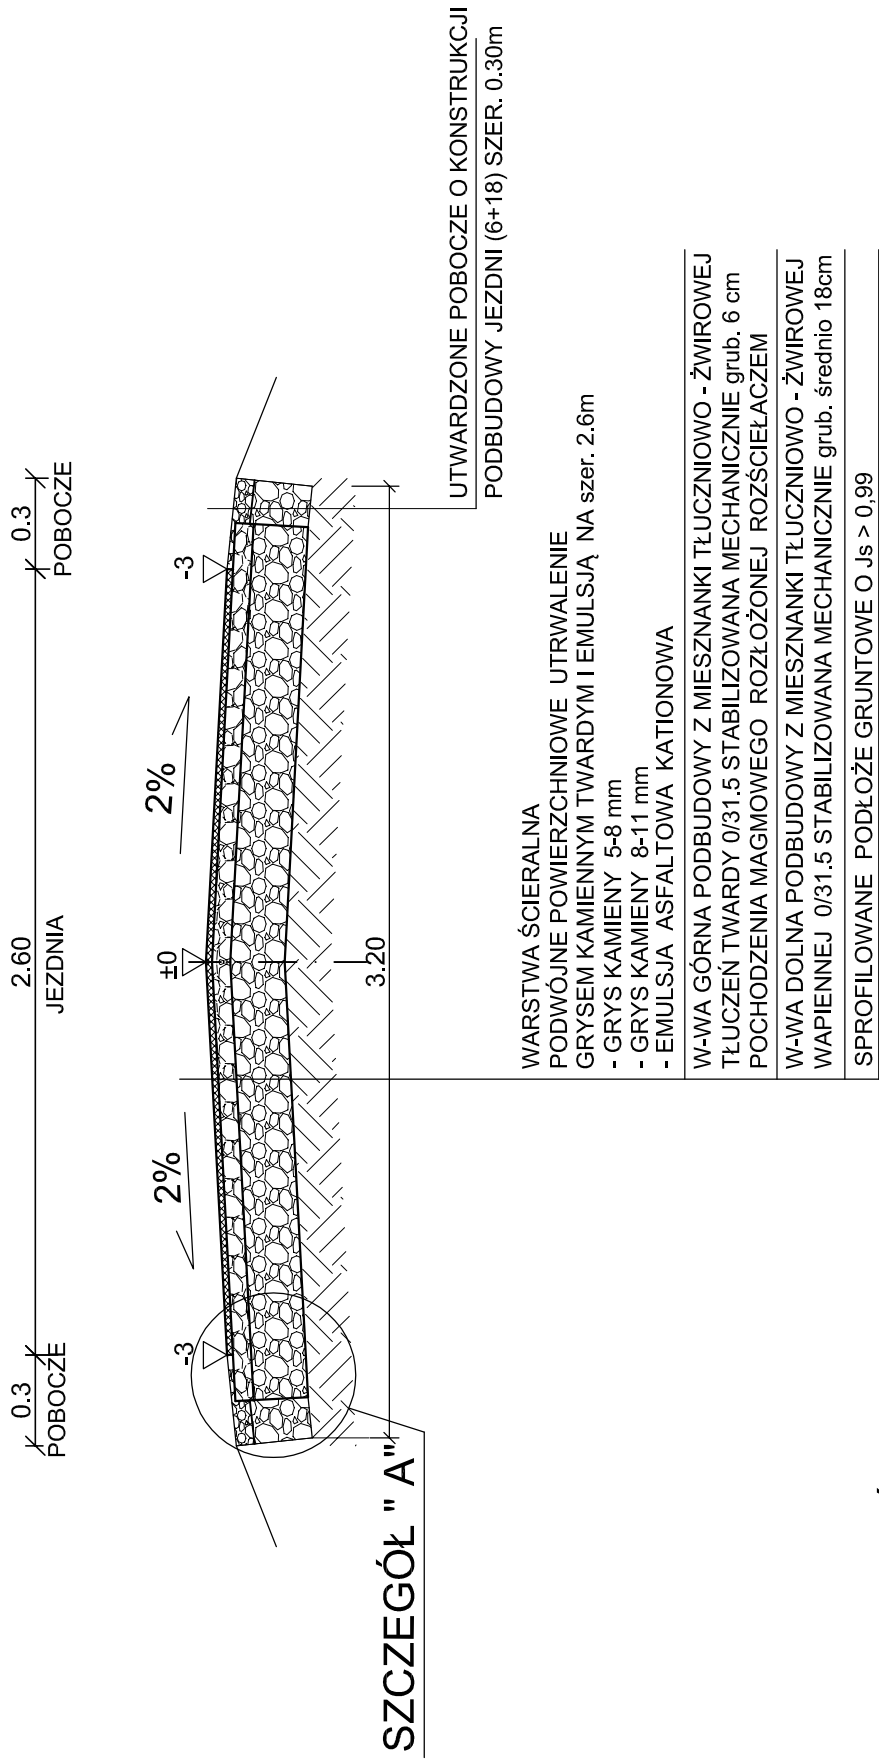 0.3
2.60
0.3
POBOCZE
JEZDNIA
POBOCZE
2%
2%
-3
±0
-3
3.20
SZCZEGÓŁ " A"
UTWARDZONE POBOCZE O KONSTRUKCJI
PODBUDOWY JEZDNI (6+18) SZER. 0.30m
WARSTWA ŚCIERALNA
PODWÓJNE POWIERZCHNIOWE UTRWALENIE
GRYSEM KAMIENNYM TWARDYM I EMULSJĄ NA szer. 2.6m
- GRYS KAMIENY 5-8 mm
- GRYS KAMIENY 8-11 mm
- EMULSJA ASFALTOWA KATIONOWA
W-WA GÓRNA PODBUDOWY Z MIESZNANKI TŁUCZNIOWO - ŻWIROWEJ
TŁUCZEŃ TWARDY 0/31.5 STABILIZOWANA MECHANICZNIE grub. 6 cm
POCHODZENIA MAGMOWEGO ROZŁOŻONEJ ROZŚCIEŁACZEM
W-WA DOLNA PODBUDOWY Z MIESZNANKI TŁUCZNIOWO - ŻWIROWEJ
WAPIENNEJ 0/31.5 STABILIZOWANA MECHANICZNIE grub. średnio 18cm
SPROFILOWANE PODŁOŻE GRUNTOWE O Js > 0,99